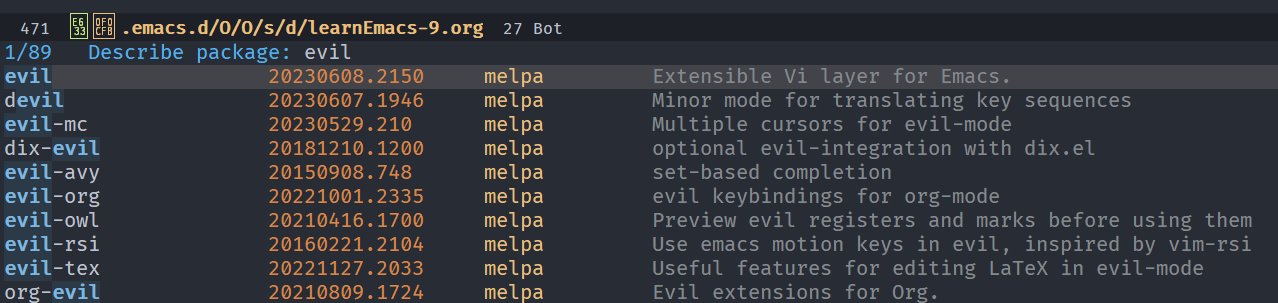 471 E633 0F0CFB .emacs.d/O/O/s/d/learnEmacs-9.org 27 Bot
1/89 Describe package: evil
evil 20230608.2150 melpa Extensible Vi layer for Emacs.
devil 20230607.1946 melpa Minor mode for translating key sequences
evil-mc 20230529.210 melpa Multiple cursors for evil-mode
dix-evil 20181210.1200 melpa optional evil-integration with dix.el
evil-avy 20150908.748 melpa set-based completion
evil-org 20221001.2335 melpa evil keybindings for org-mode
evil-owl 20210416.1700 melpa Preview evil registers and marks before using them
evil-rsi 20160221.2104 melpa Use emacs motion keys in evil, inspired by vim-rsi
evil-tex 20221127.2033 melpa Useful features for editing LaTeX in evil-mode
org-evil 20210809.1724 melpa Evil extensions for Org.